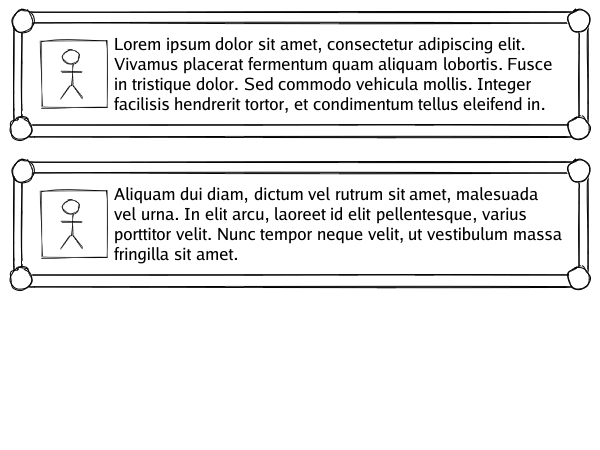 Lorem ipsum dolor sit amet, consectetur adipiscing elit.
Vivamus placerat fermentum quam aliquam lobortis. Fusce
in tristique dolor. Sed commodo vehicula mollis. Integer
facilisis hendrerit tortor, et condimentum tellus eleifend in.
Aliquam dui diam, dictum vel rutrum sit amet, malesuada
vel urna. In elit arcu, laoreet id elit pellentesque, varius
porttitor velit. Nunc tempor neque velit, ut vestibulum massa
fringilla sit amet.